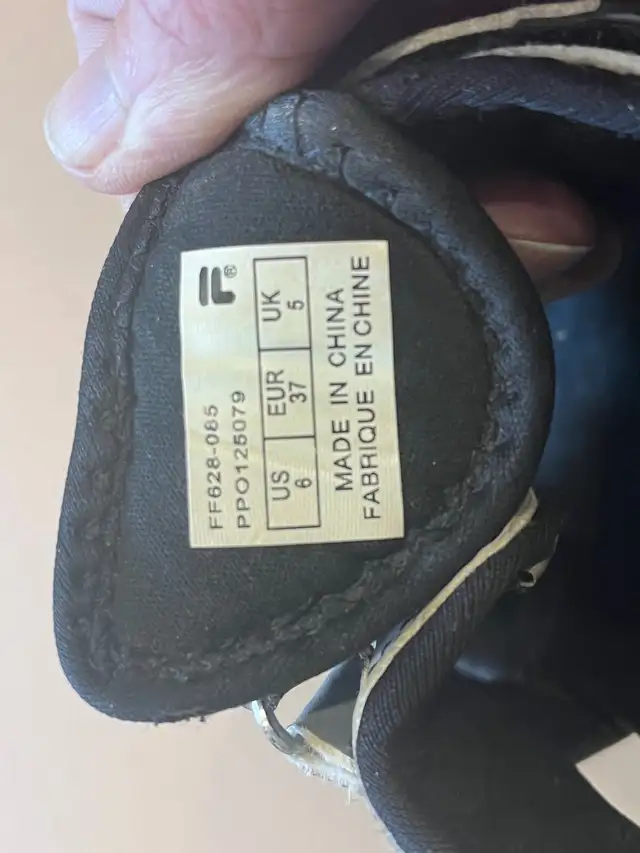 FF628-085
PPO125079
US EUR UK
6 37 5
MADE IN CHINA
FABRIQUE EN CHINE
F®